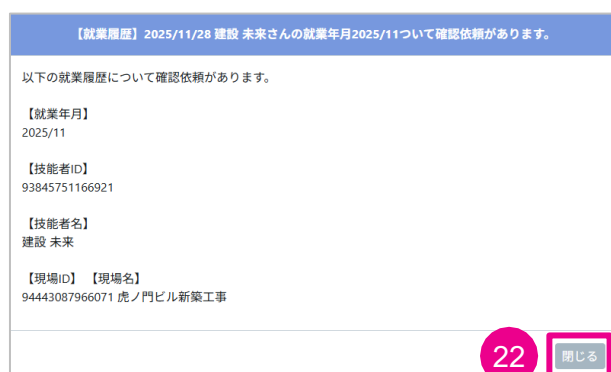 【就業履歴】2025/11/28 建設 未来さんの就業年月2025/11ついて確認依頼があります。
以下の就業履歴について確認依頼があります。
【就業年月】
2025/11
【技能者ID】
93845751166921
【技能者名】
建設 未来
【現場ID】 【現場名】
94443087966071 虎ノ門ビル新築工事
22 閉じる